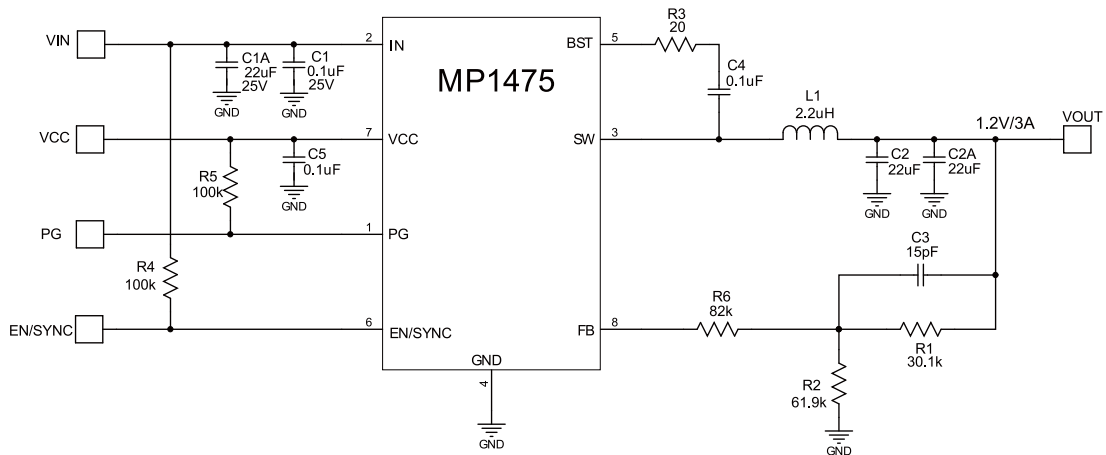 VIN
C1A
22uF
25V
GND
C1
0.1uF
25V
GND
2
IN
MP1475
BST
5
R3
20
C4
0.1uF
VCC
7
VCC
R5
100k
C5
0.1uF
GND
SW
3
L1
2.2uH
C2
22uF
GND
C2A
22uF
GND
1.2V/3A
VOUT
PG
1
PG
R4
100k
C3
15pF
EN/SYNC
6
EN/SYNC
FB
8
R6
82k
R1
30.1k
R2
61.9k
GND
GND
4
GND